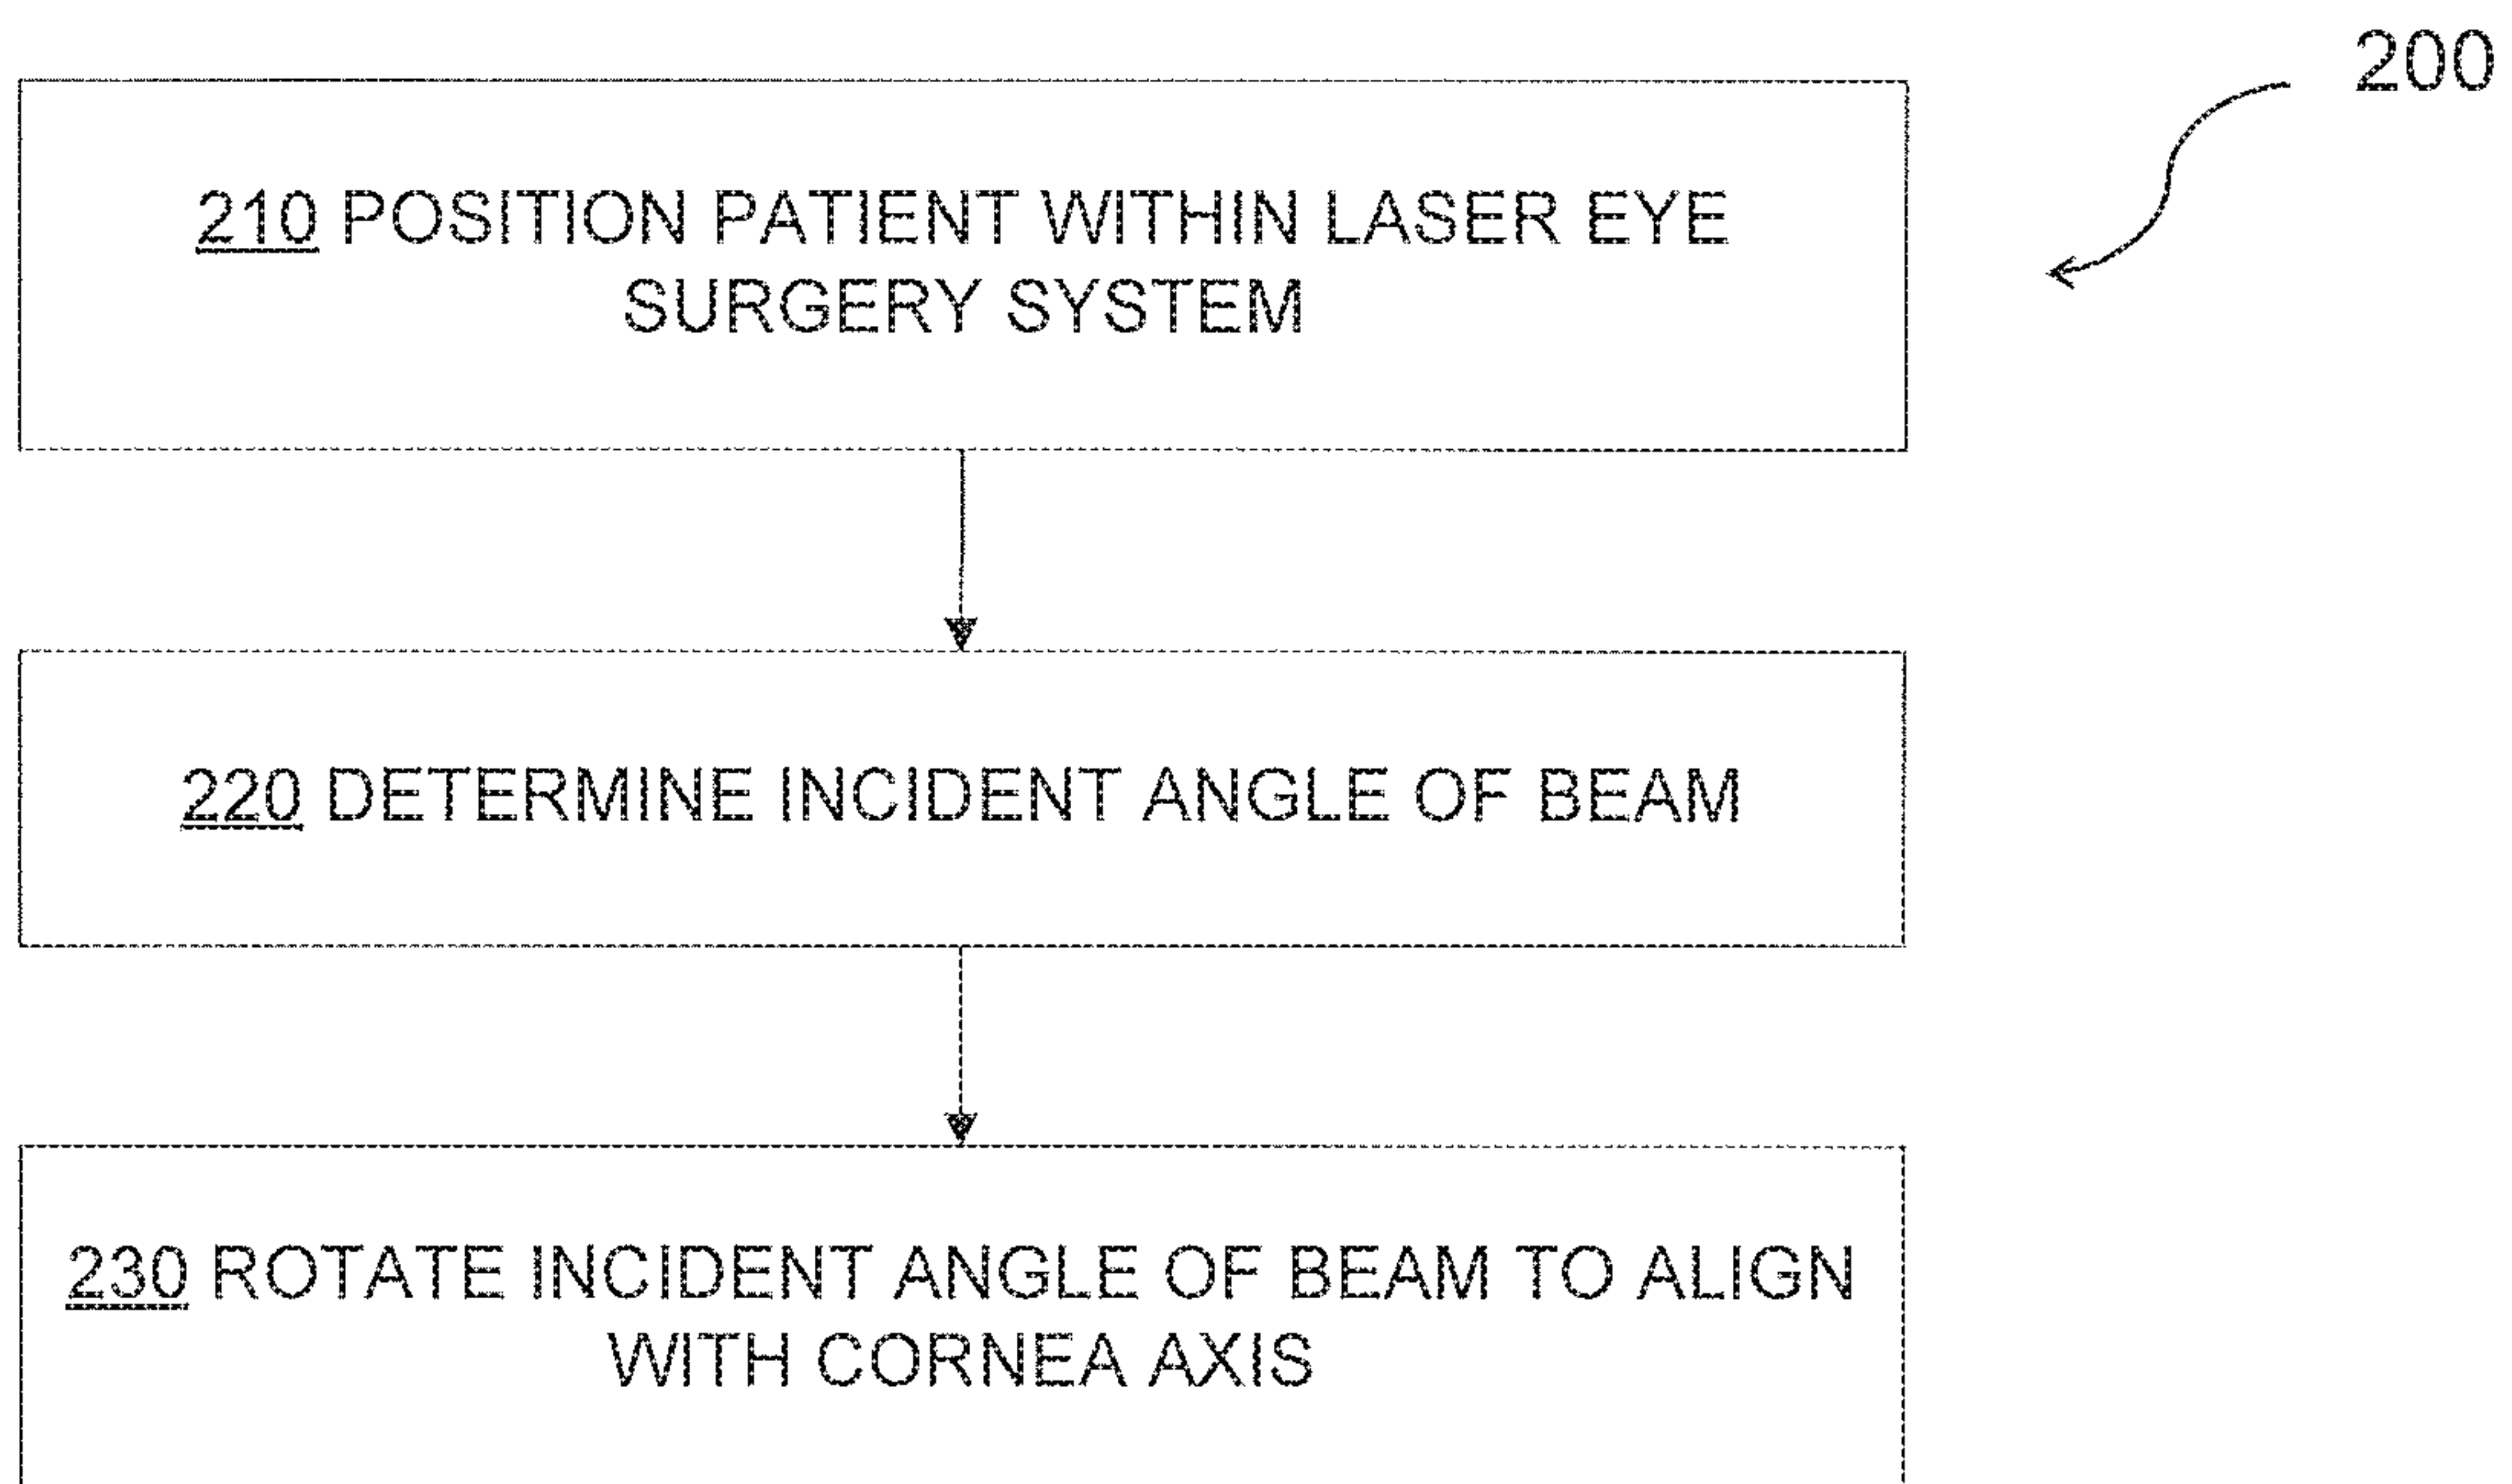 200
210 POSITION PATIENT WITHIN LASER EYE
SURGERY SYSTEM
220 DETERMINE INCIDENT ANGLE OF BEAM
230 ROTATE INCIDENT ANGLE OF BEAM TO ALIGN
WITH CORNEA AXIS